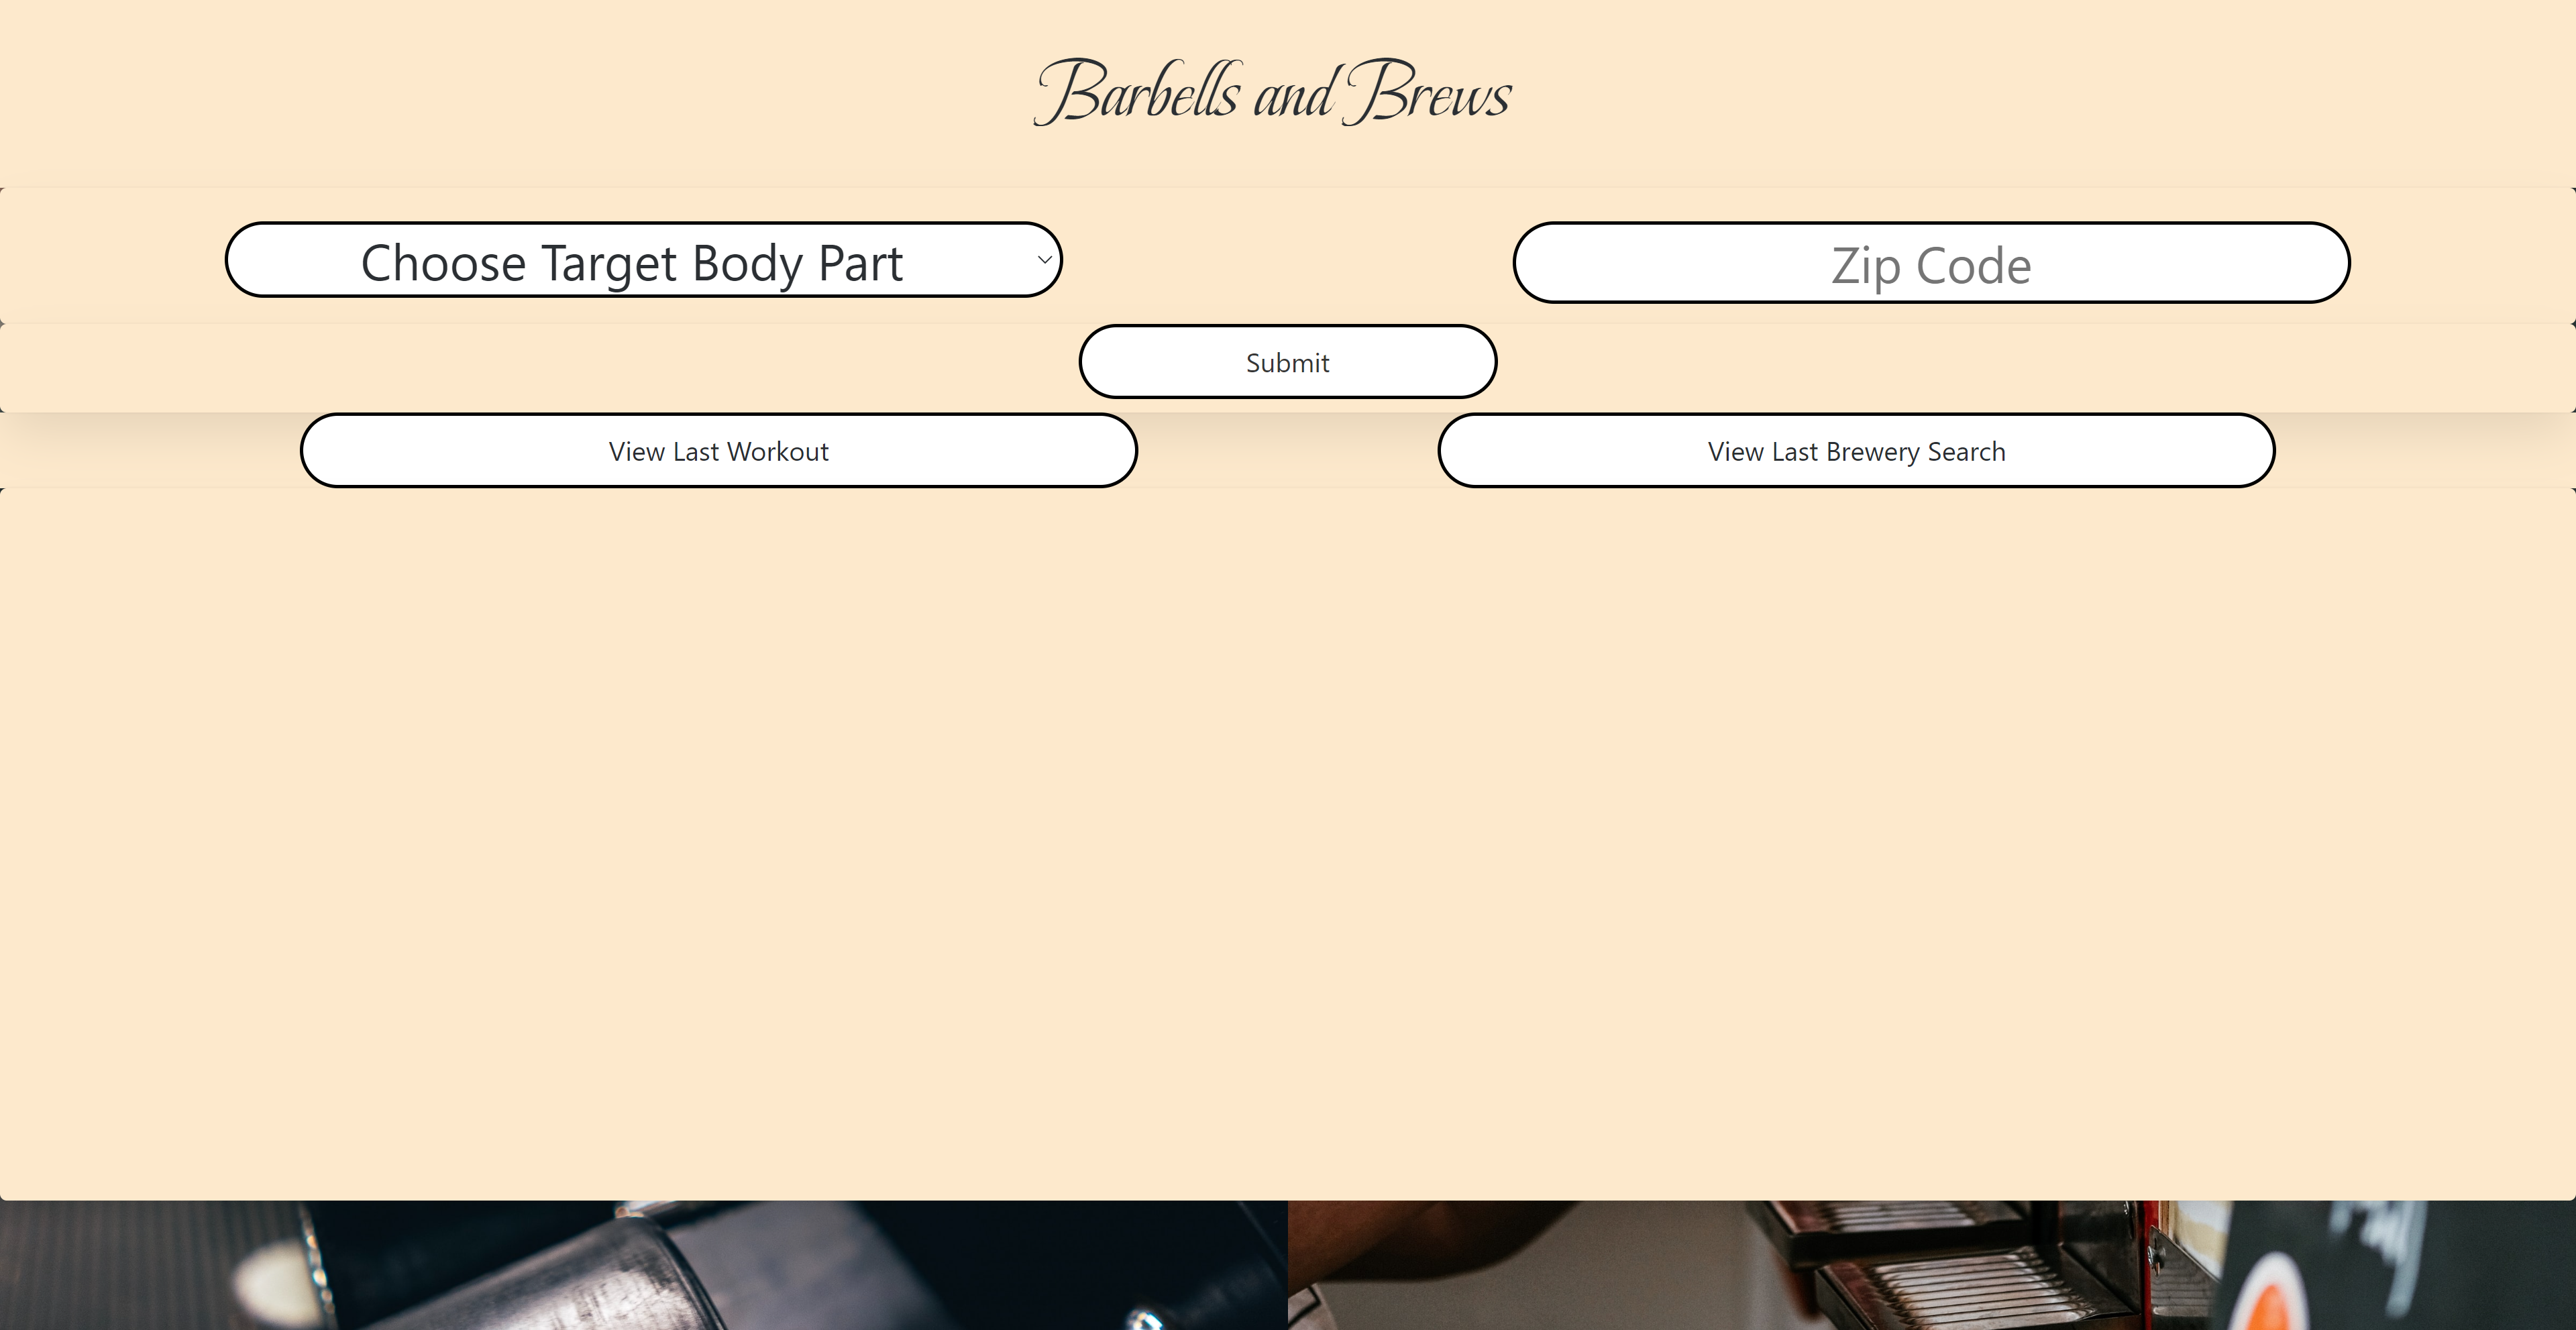 Barbells and Brews
Choose Target Body Part
Zip Code
Submit
View Last Workout
View Last Brewery Search